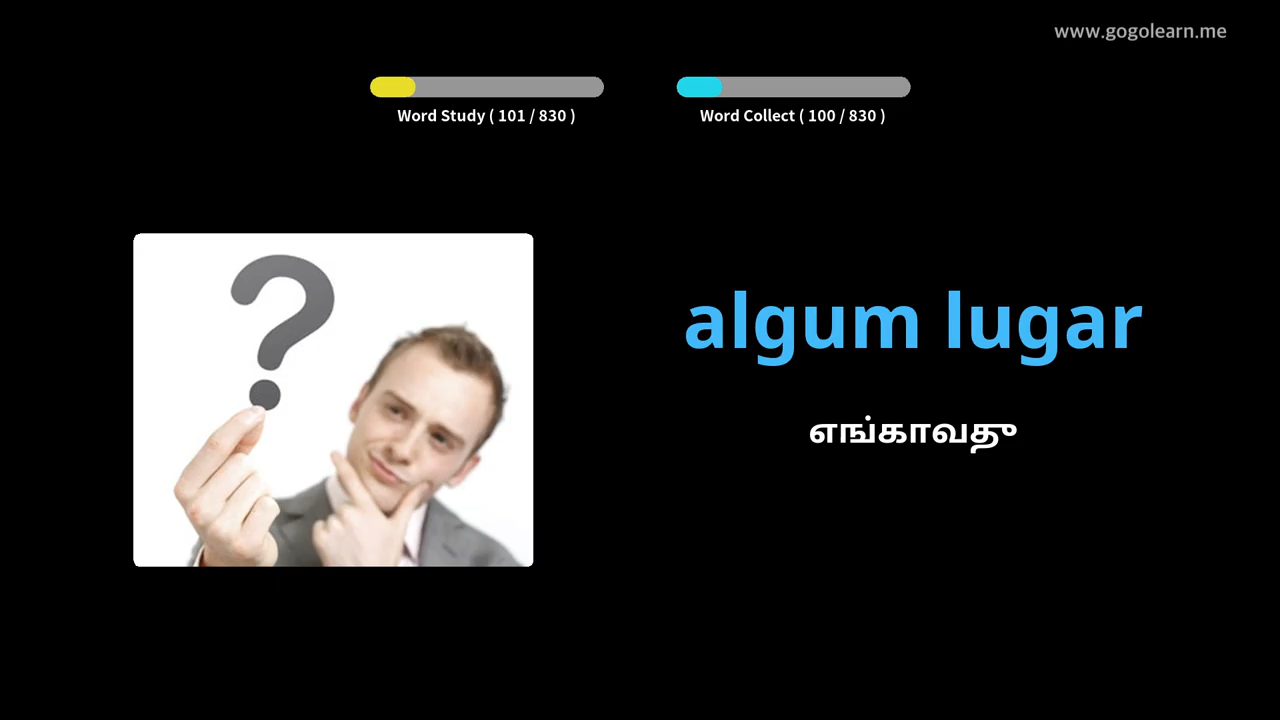 www.gogolearn.me
Word Study ( 101 / 830 )
Word Collect ( 100 / 830 )
algum lugar
எங்காவது